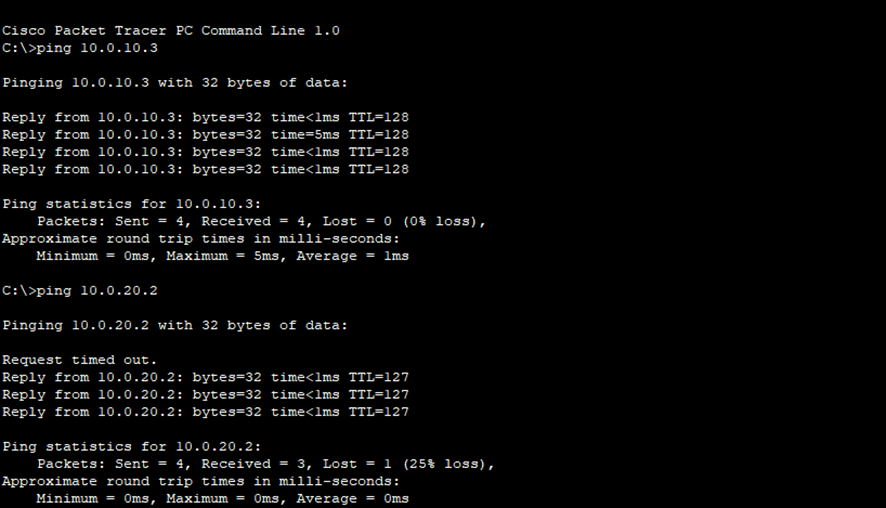 Cisco Packet Tracer PC Command Line 1.0
C:\>ping 10.0.10.3
Pinging 10.0.10.3 with 32 bytes of data:
Reply from 10.0.10.3: bytes=32 time<1ms TTL=128
Reply from 10.0.10.3: bytes=32 time=5ms TTL=128
Reply from 10.0.10.3: bytes=32 time<1ms TTL=128
Reply from 10.0.10.3: bytes=32 time<1ms TTL=128
Ping statistics for 10.0.10.3:
    Packets: Sent = 4, Received = 4, Lost = 0 (0% loss),
Approximate round trip times in milli-seconds:
    Minimum = 0ms, Maximum = 5ms, Average = 1ms
C:\>ping 10.0.20.2
Pinging 10.0.20.2 with 32 bytes of data:
Request timed out.
Reply from 10.0.20.2: bytes=32 time<1ms TTL=127
Reply from 10.0.20.2: bytes=32 time<1ms TTL=127
Reply from 10.0.20.2: bytes=32 time<1ms TTL=127
Ping statistics for 10.0.20.2:
    Packets: Sent = 4, Received = 3, Lost = 1 (25% loss),
Approximate round trip times in milli-seconds:
    Minimum = 0ms, Maximum = 0ms, Average = 0ms